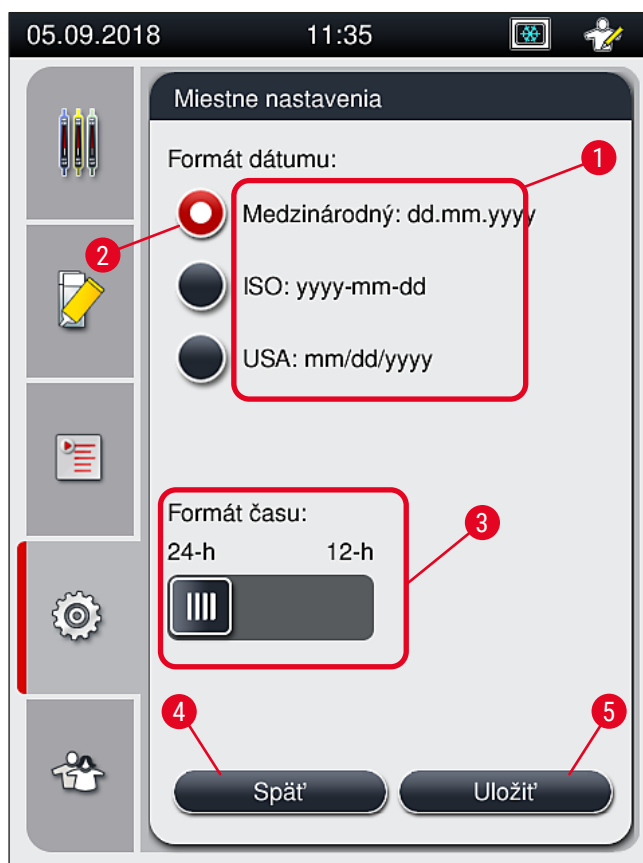 05.09.2018 11:35
Miestne nastavenia
Formát dátumu:
1
Medzinárodný: dd.mm.yyyy
2
ISO: yyyy-mm-dd
USA: mm/dd/yyyy
Formát času:
3
24-h 12-h
4 5
Späť Uložiť